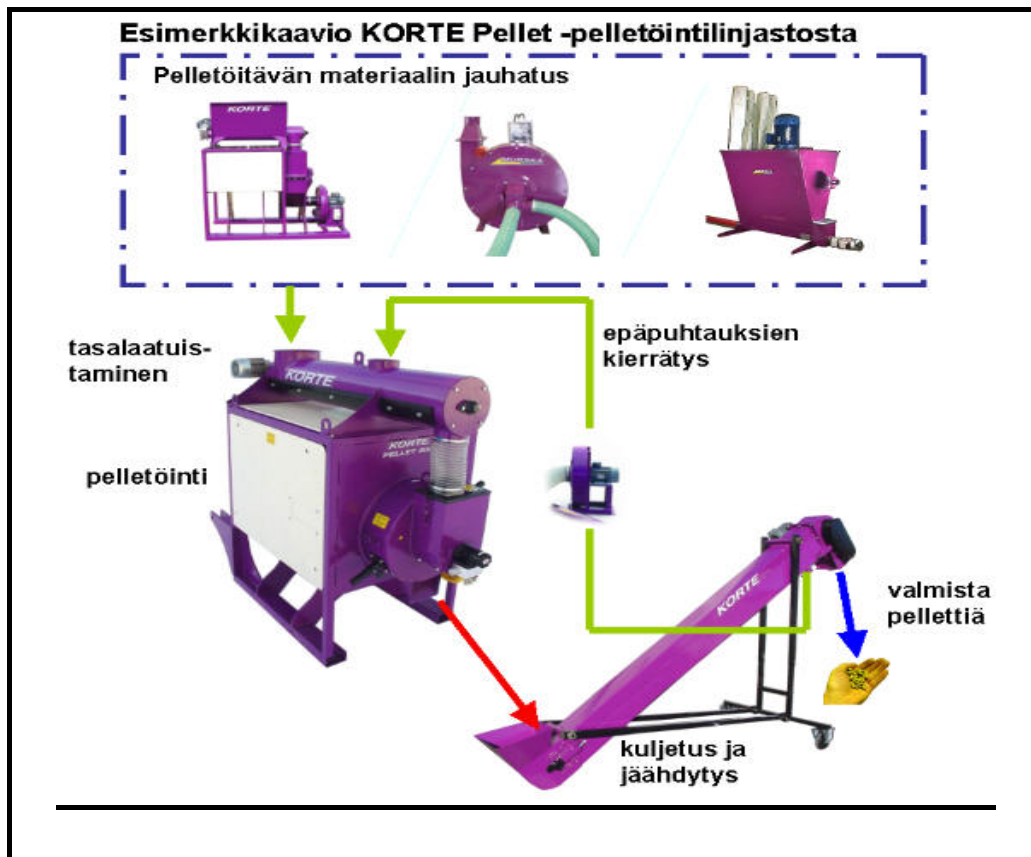 Esimerkkikaavio KORTE Pellet -pelletöintilinjastosta
Pelletöitävän materiaalin jauhatus
KORTE
tasalaatuis-
taminen
epäpuhtauksien
kierrätys
KORTE
KORTE
PELLET
pelletöinti
KORTE
valmista
pellettiä
kuljetus ja
jäähdytys